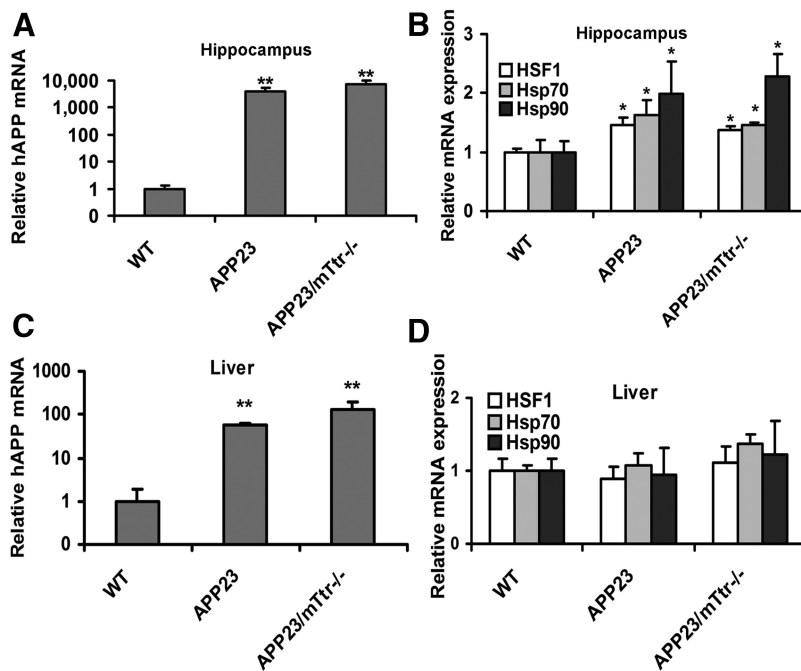 A
Hippocampus
Relative hAPP mRNA
10,000
1,000
100
10
1
0
**
**
WT
APP23
APP23/mTtr-/-
B
Hippocampus
Relative mRNA expression
3
2
1
0
HSF1
Hsp70
Hsp90
* * *
* * *
WT
APP23
APP23/mTtr-/-
C
Liver
Relative hAPP mRNA
1000
100
10
1
0
**
**
WT
APP23
APP23/mTtr-/-
D
Liver
Relative mRNA expression
2
1
0
HSF1
Hsp70
Hsp90
WT
APP23
APP23/mTtr-/-